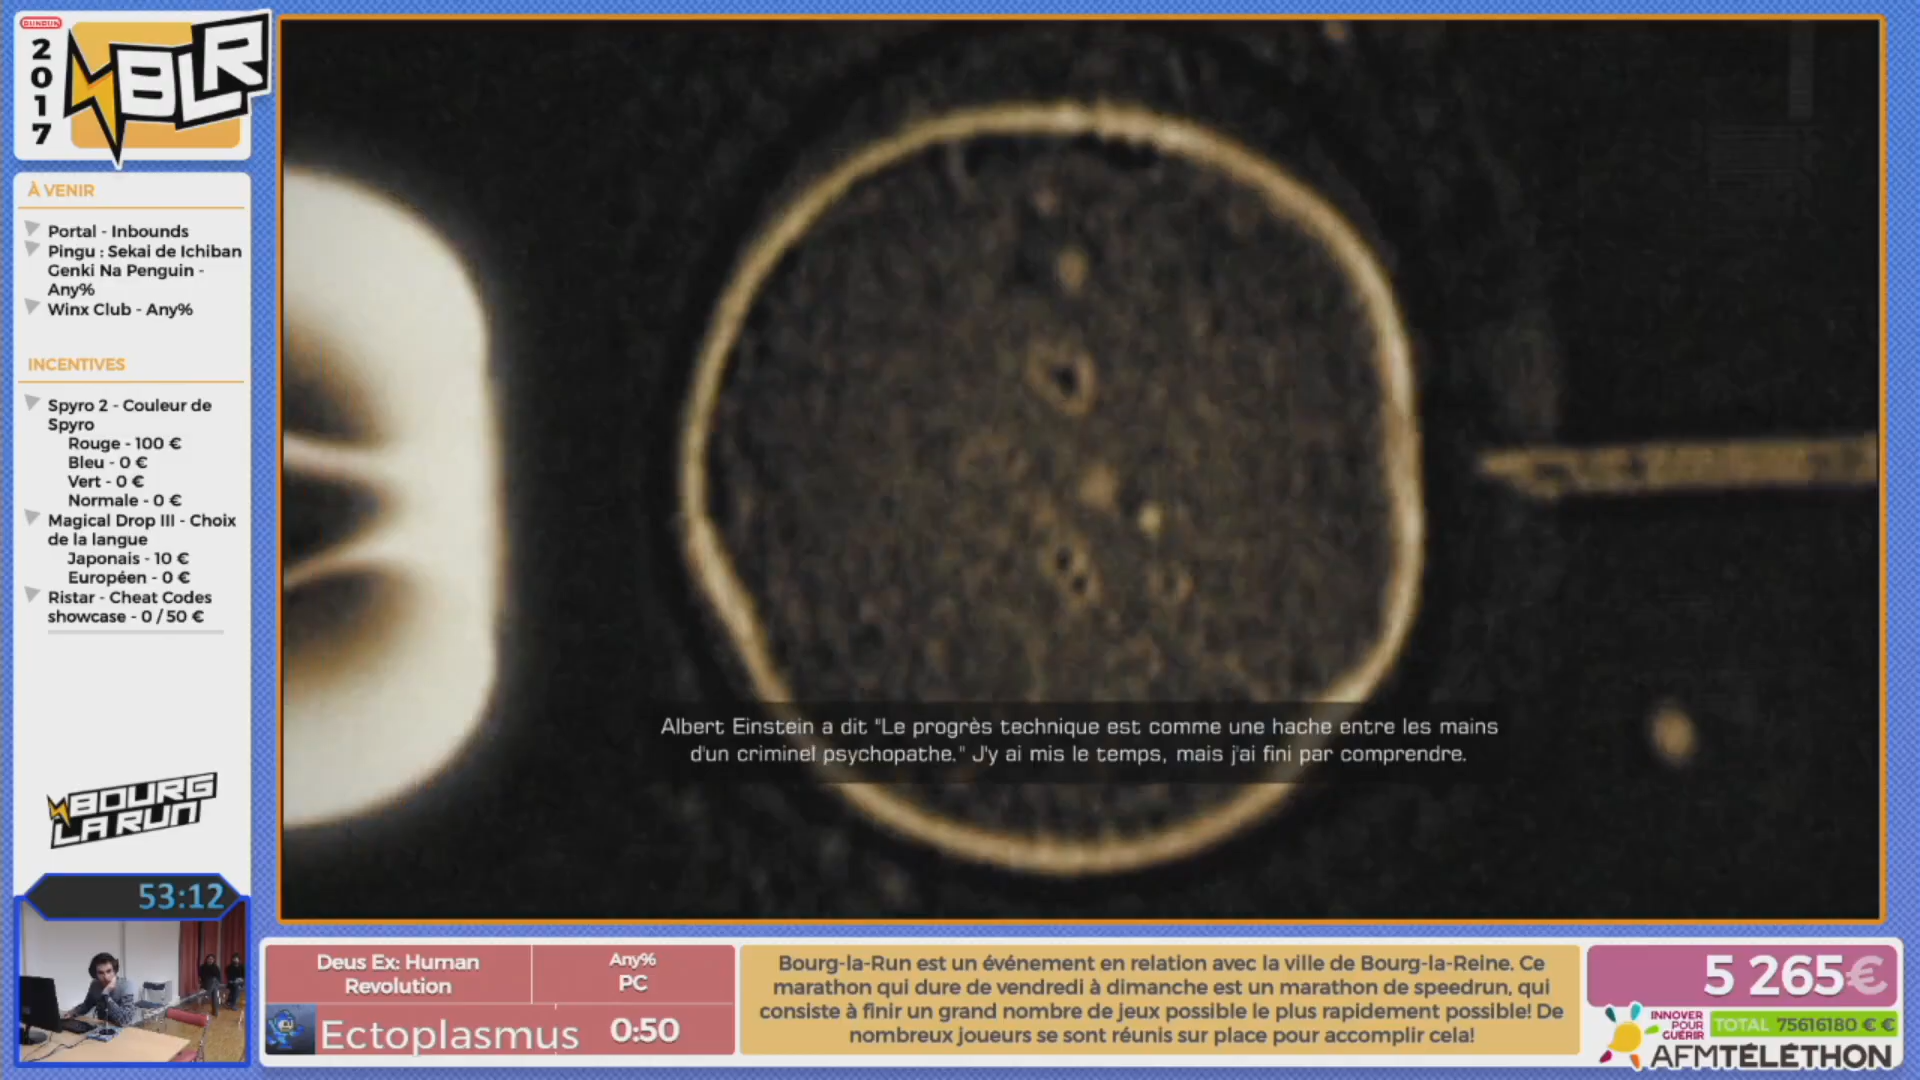 DUNDUN
2017
BLR
À VENIR
Portal - Inbounds
Pingu : Sekai de Ichiban
Genki Na Penguin -
Any%
Winx Club - Any%
INCENTIVES
Spyro 2 - Couleur de
Spyro
Rouge - 100 €
Bleu - 0 €
Vert - 0 €
Normale - 0 €
Magical Drop III - Choix
de la langue
Japonais - 10 €
Européen - 0 €
Ristar - Cheat Codes
showcase - 0 / 50 €
BOURG
LA RUN
53:12
Albert Einstein a dit "Le progrès technique est comme une hache entre les mains
d'un criminel psychopathe." J'y ai mis le temps, mais j'ai fini par comprendre.
Deus Ex: Human
Revolution
Any%
PC
Ectoplasmus
0:50
Bourg-la-Run est un événement en relation avec la ville de Bourg-la-Reine. Ce
marathon qui dure de vendredi à dimanche est un marathon de speedrun, qui
consiste à finir un grand nombre de jeux possible le plus rapidement possible! De
nombreux joueurs se sont réunis sur place pour accomplir cela!
5 265€
INNOVER
POUR
GUÉRIR
TOTAL 75616180 € €
AFMTÉLÉTHON